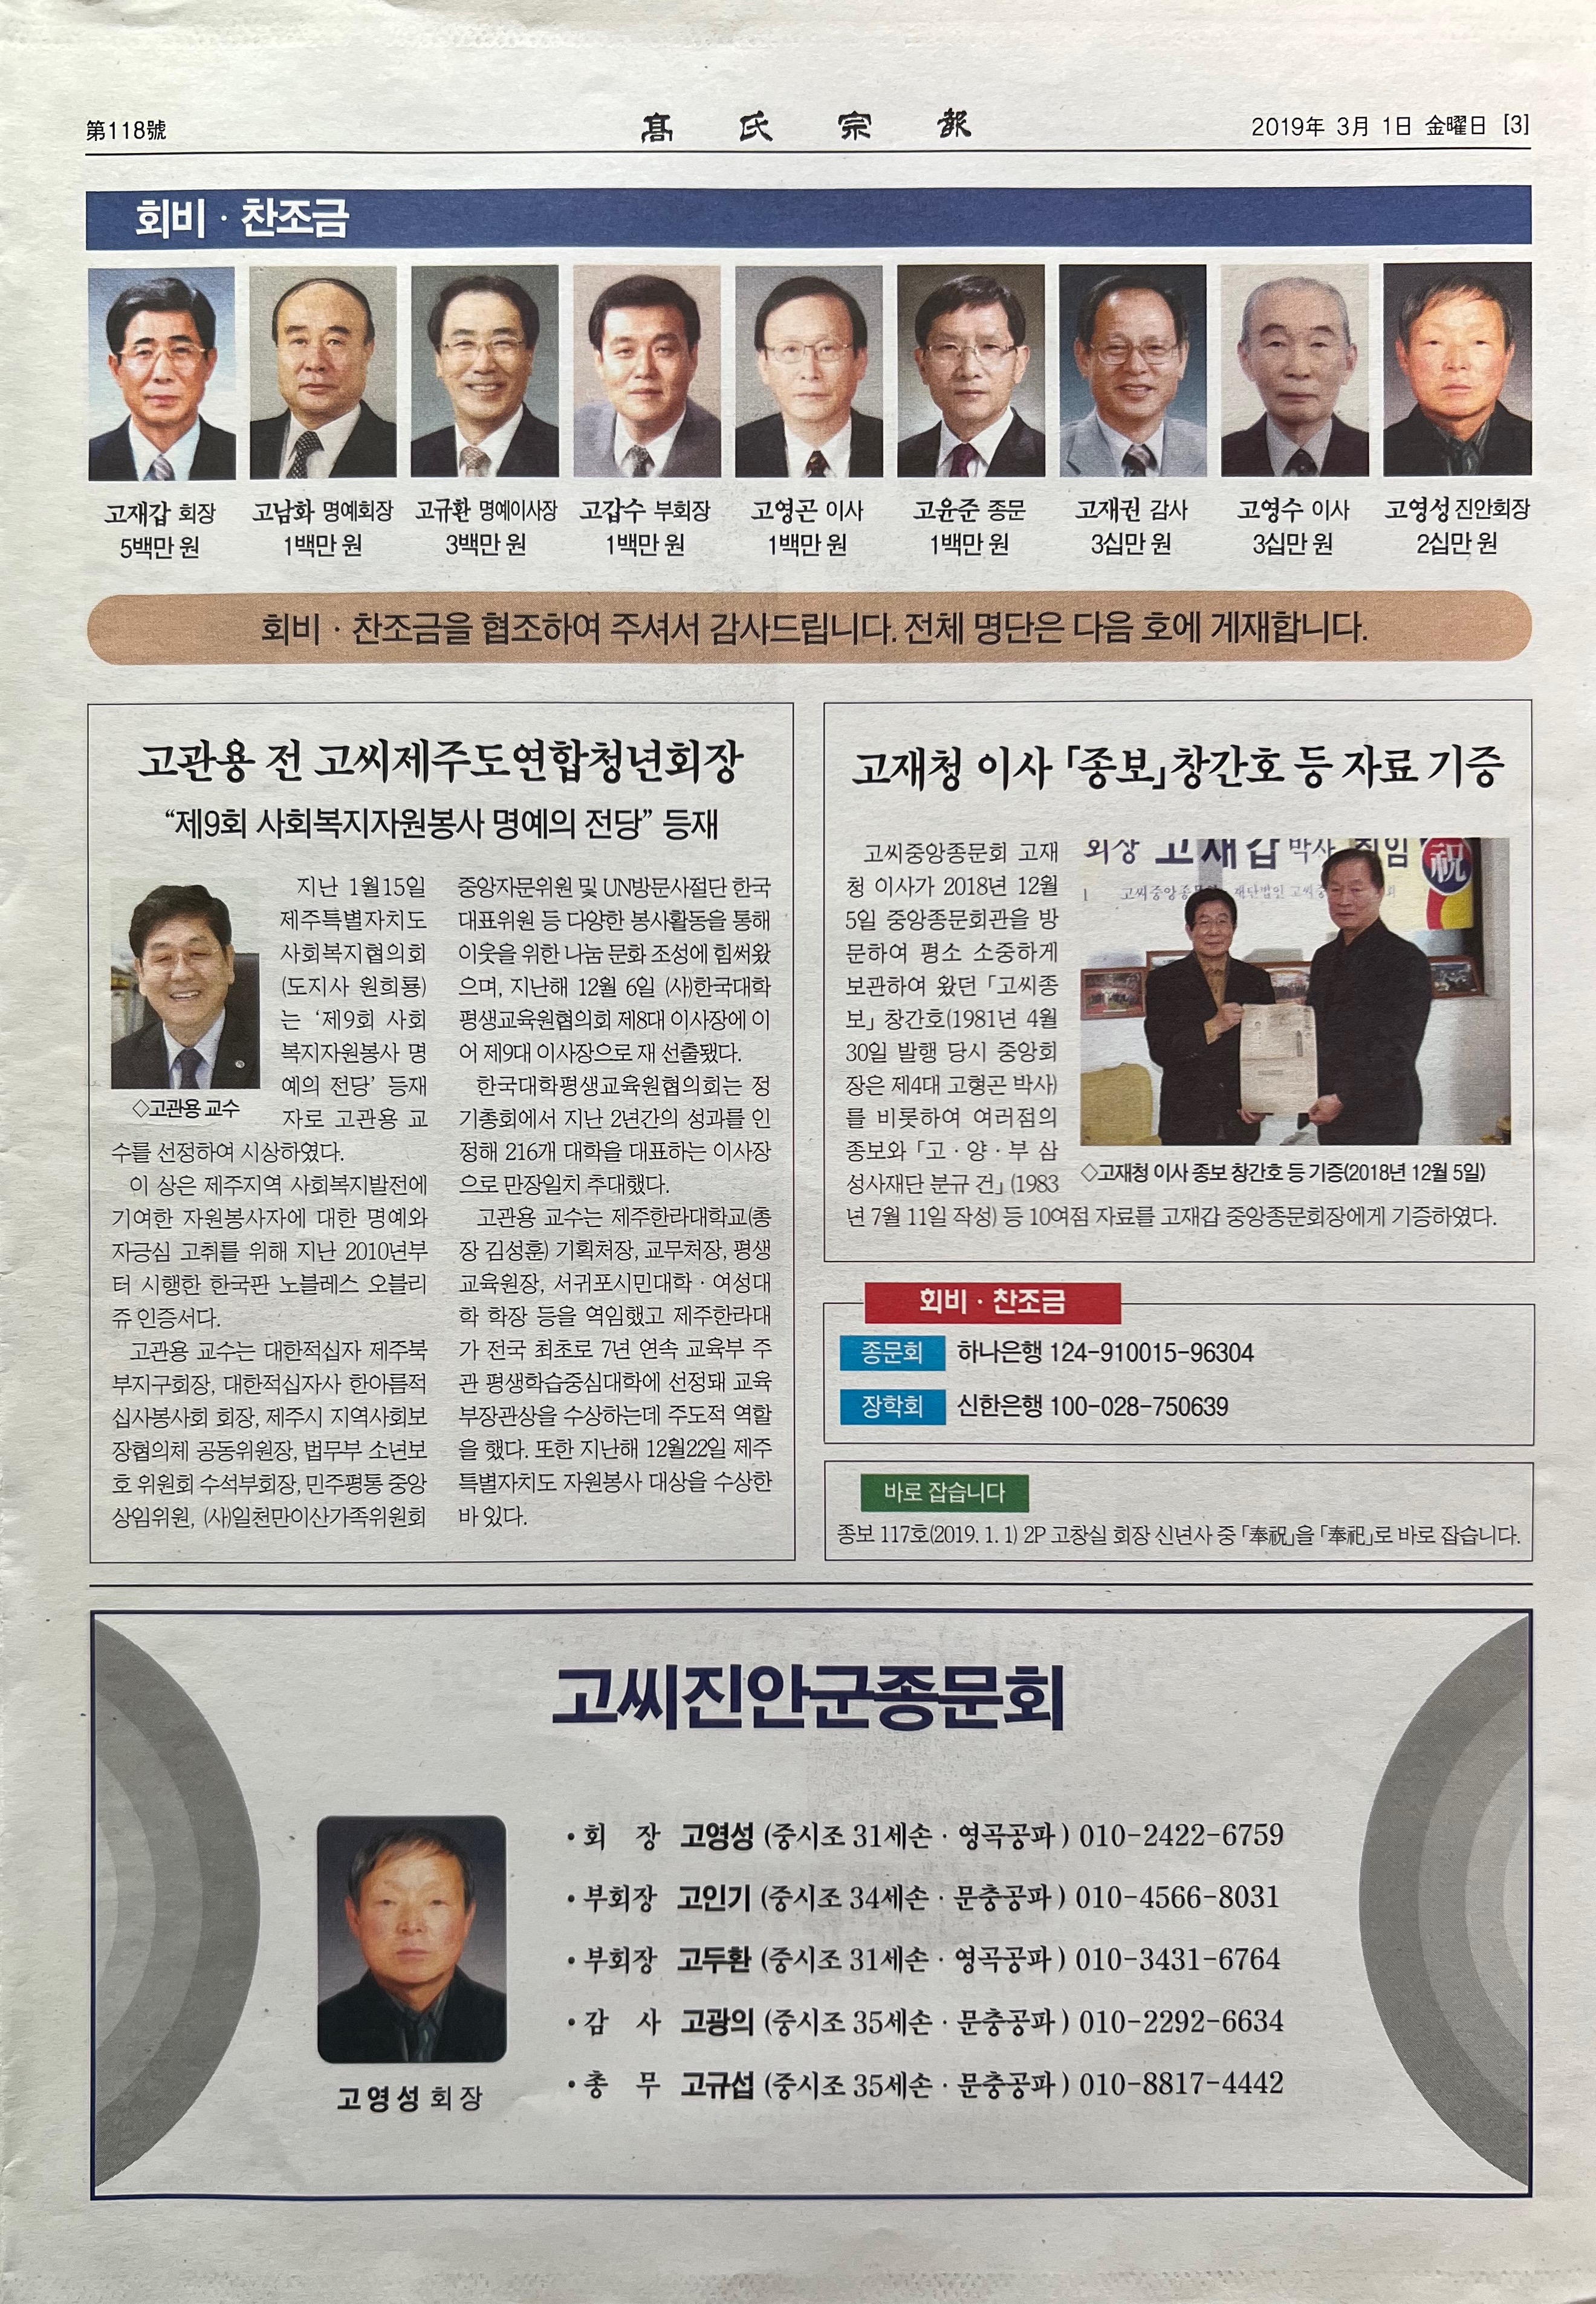 第118號
髙氏宗報
2019年 3月 1日 金曜日 [3]
회비 · 찬조금
고재갑 회장
5백만 원
고남화 명예회장
1백만 원
고규환 명예이사장
3백만 원
고갑수 부회장
1백만 원
고영곤 이사
1백만 원
고윤준 종문
1백만 원
고재권 감사
3십만 원
고영수 이사
3십만 원
고영성 진안회장
2십만 원
회비 · 찬조금을 협조하여 주셔서 감사드립니다. 전체 명단은 다음 호에 게재합니다.
고관용 전 고씨제주도연합청년회장
“제9회 사회복지자원봉사 명예의 전당” 등재
지난 1월15일
제주특별자치도
사회복지협의회
(도지사 원희룡)
는 ‘제9회 사회
복지자원봉사 명
예의 전당’ 등재
자로 고관용 교
◇고관용 교수
수를 선정하여 시상하였다.
이 상은 제주지역 사회복지발전에
기여한 자원봉사자에 대한 명예와
자긍심 고취를 위해 지난 2010년부
터 시행한 한국판 노블레스 오블리
쥬 인증서다.
고관용 교수는 대한적십자 제주북
부지구회장, 대한적십자사 한아름적
십사봉사회 회장, 제주시 지역사회보
장협의체 공동위원장, 법무부 소년보
호 위원회 수석부회장, 민주평통 중앙
상임위원, (사)일천만이산가족위원회
중앙자문위원 및 UN방문사절단 한국
대표위원 등 다양한 봉사활동을 통해
이웃을 위한 나눔 문화 조성에 힘써왔
으며, 지난해 12월 6일 (사)한국대학
평생교육원협의회 제8대 이사장에 이
어 제9대 이사장으로 재 선출됐다.
한국대학평생교육원협의회는 정
기총회에서 지난 2년간의 성과를 인
정해 216개 대학을 대표하는 이사장
으로 만장일치 추대했다.
고관용 교수는 제주한라대학교(총
장 김성훈) 기획처장, 교무처장, 평생
교육원장, 서귀포시민대학 · 여성대
학 학장 등을 역임했고 제주한라대
가 전국 최초로 7년 연속 교육부 주
관 평생학습중심대학에 선정돼 교육
부장관상을 수상하는데 주도적 역할
을 했다. 또한 지난해 12월22일 제주
특별자치도 자원봉사 대상을 수상한
바 있다.
고재청 이사 「종보」 창간호 등 자료 기증
고씨중앙종문회 고재
청 이사가 2018년 12월
5일 중앙종문회관을 방
문하여 평소 소중하게
보관하여 왔던 「고씨종
보」 창간호(1981년 4월
30일 발행 당시 중앙회
장은 제4대 고형곤 박사)
를 비롯하여 여러점의
종보와 「고 · 양 · 부 삼
성사재단 분규 건」 (1983
년 7월 11일 작성) 등 10여점 자료를 고재갑 중앙종문회장에게 기증하였다.
회장 고재갑 박사 취임
祝
◇고재청 이사 종보 창간호 등 기증(2018년 12월 5일)
회비 · 찬조금
종문회 하나은행 124-910015-96304
장학회 신한은행 100-028-750639
바로 잡습니다
종보 117호(2019. 1. 1) 2P 고창실 회장 신년사 중 「奉祝」을 「奉祀」로 바로 잡습니다.
고씨진안군종문회
고영성 회장
• 회 장 고영성 (중시조 31세손 · 영곡공파) 010-2422-6759
• 부회장 고인기 (중시조 34세손 · 문충공파) 010-4566-8031
• 부회장 고두환 (중시조 31세손 · 영곡공파) 010-3431-6764
• 감 사 고광의 (중시조 35세손 · 문충공파) 010-2292-6634
• 총 무 고규섭 (중시조 35세손 · 문충공파) 010-8817-4442